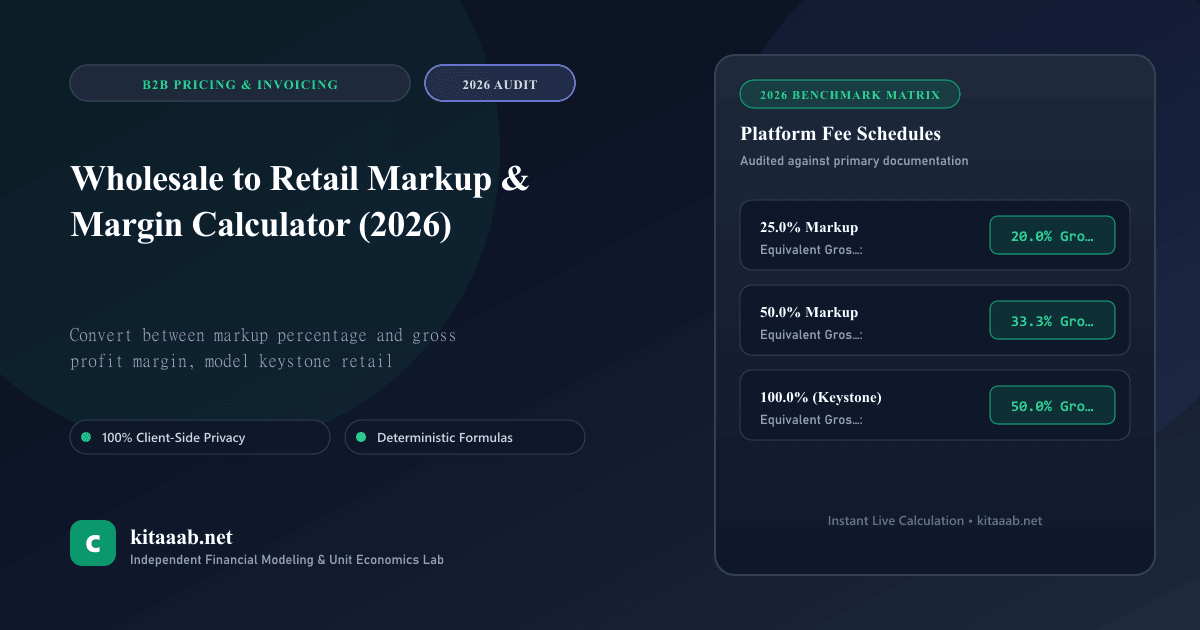 B2B PRICING & INVOICING
2026 AUDIT
Wholesale to Retail Markup &
Margin Calculator (2026)
Convert between markup percentage and gross
profit margin, model keystone retail
100% Client-Side Privacy
Deterministic Formulas
C
kitaaab.net
Independent Financial Modeling & Unit Economics Lab
2026 BENCHMARK MATRIX
Platform Fee Schedules
Audited against primary documentation
25.0% Markup
Equivalent Gros…:
20.0% Gro…
50.0% Markup
Equivalent Gros…:
33.3% Gro…
100.0% (Keystone)
Equivalent Gros…:
50.0% Gro…
Instant Live Calculation • kitaaab.net